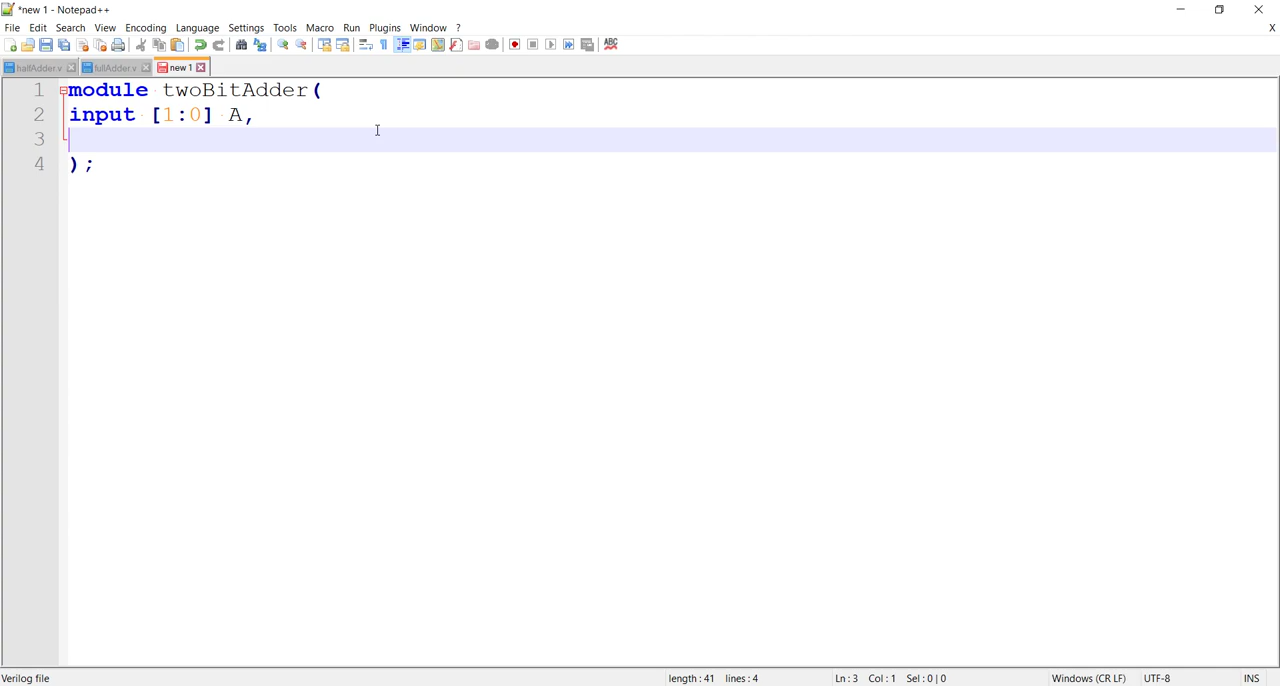 *new 1 - Notepad++
File Edit Search View Encoding Language Settings Tools Macro Run Plugins Window ? X
ABC
halfAdder.v fullAdder.v new 1
1 module twoBitAdder(
2 input [1:0] A,
3
4 );
Verilog file length : 41 lines : 4 Ln : 3 Col : 1 Sel : 0 | 0 Windows (CR LF) UTF-8 INS